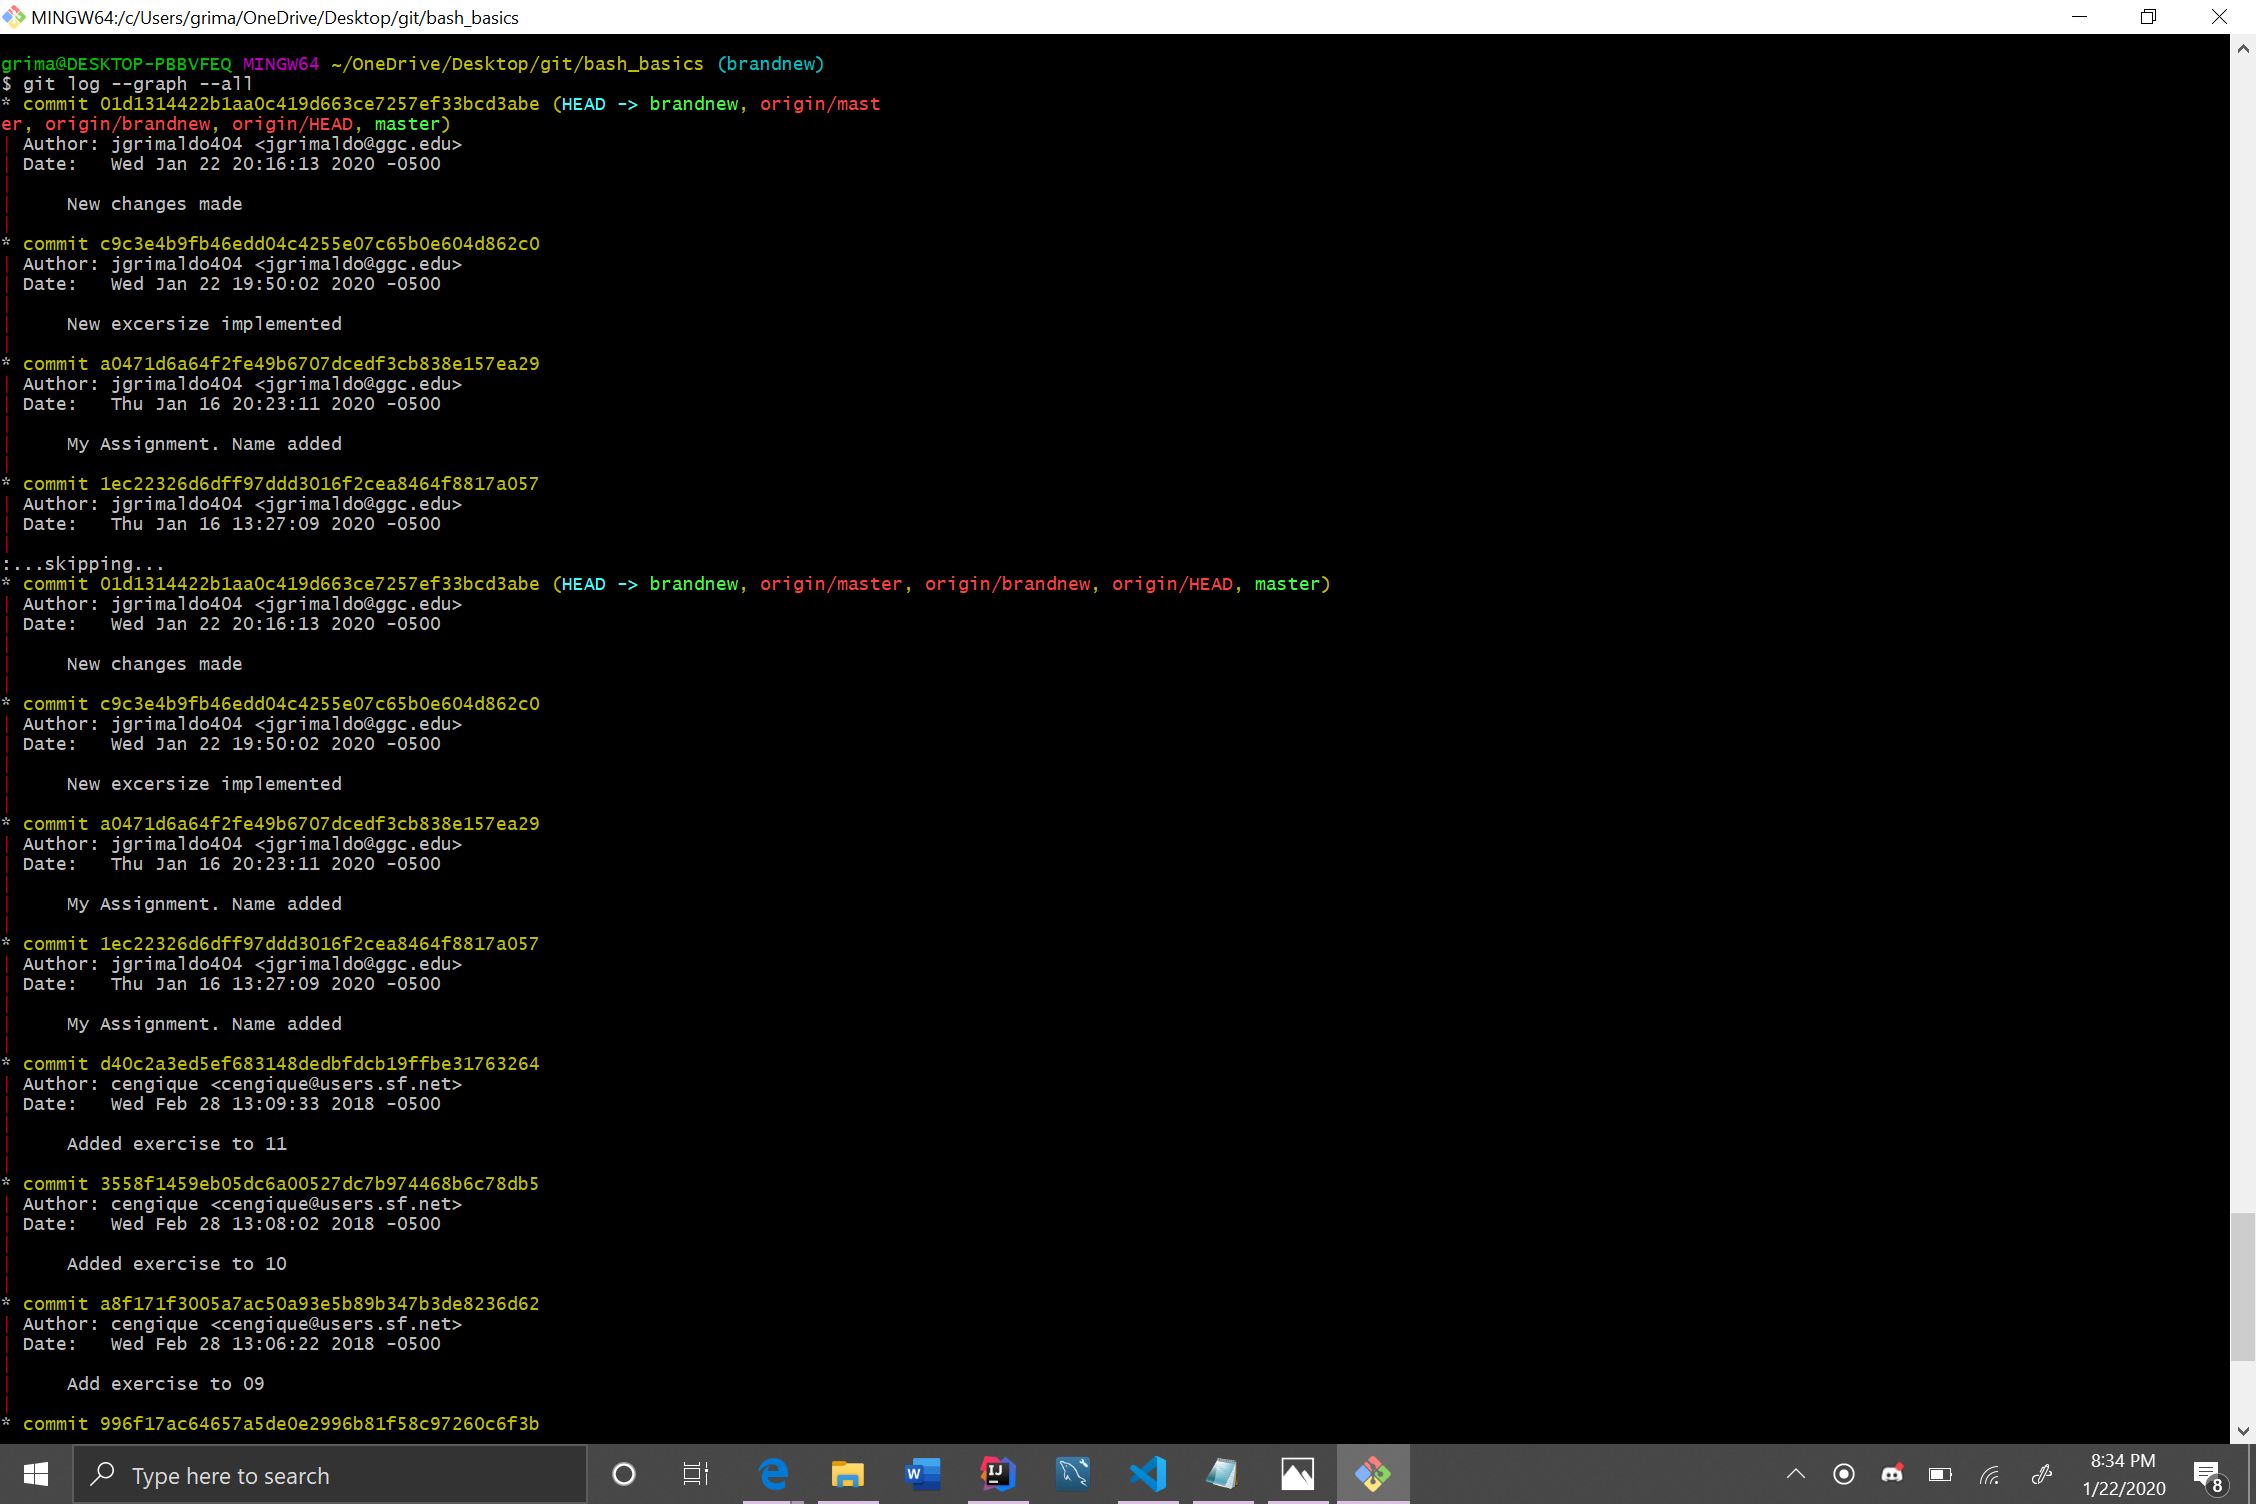 MINGW64:/c/Users/grima/OneDrive/Desktop/git/bash_basics
grima@DESKTOP-PBBVFEQ MINGW64 ~/OneDrive/Desktop/git/bash_basics (brandnew)
$ git log --graph --all
* commit 01d1314422b1aa0c419d663ce7257ef33bcd3abe (HEAD -> brandnew, origin/mast
er, origin/brandnew, origin/HEAD, master)
| Author: jgrimaldo404 <jgrimaldo@ggc.edu>
| Date:   Wed Jan 22 20:16:13 2020 -0500
|
|     New changes made
|
* commit c9c3e4b9fb46edd04c4255e07c65b0e604d862c0
| Author: jgrimaldo404 <jgrimaldo@ggc.edu>
| Date:   Wed Jan 22 19:50:02 2020 -0500
|
|     New excersize implemented
|
* commit a0471d6a64f2fe49b6707dcedf3cb838e157ea29
| Author: jgrimaldo404 <jgrimaldo@ggc.edu>
| Date:   Thu Jan 16 20:23:11 2020 -0500
|
|     My Assignment. Name added
|
* commit 1ec22326d6dff97ddd3016f2cea8464f8817a057
| Author: jgrimaldo404 <jgrimaldo@ggc.edu>
| Date:   Thu Jan 16 13:27:09 2020 -0500
|
:...skipping...
* commit 01d1314422b1aa0c419d663ce7257ef33bcd3abe (HEAD -> brandnew, origin/master, origin/brandnew, origin/HEAD, master)
| Author: jgrimaldo404 <jgrimaldo@ggc.edu>
| Date:   Wed Jan 22 20:16:13 2020 -0500
|
|     New changes made
|
* commit c9c3e4b9fb46edd04c4255e07c65b0e604d862c0
| Author: jgrimaldo404 <jgrimaldo@ggc.edu>
| Date:   Wed Jan 22 19:50:02 2020 -0500
|
|     New excersize implemented
|
* commit a0471d6a64f2fe49b6707dcedf3cb838e157ea29
| Author: jgrimaldo404 <jgrimaldo@ggc.edu>
| Date:   Thu Jan 16 20:23:11 2020 -0500
|
|     My Assignment. Name added
|
* commit 1ec22326d6dff97ddd3016f2cea8464f8817a057
| Author: jgrimaldo404 <jgrimaldo@ggc.edu>
| Date:   Thu Jan 16 13:27:09 2020 -0500
|
|     My Assignment. Name added
|
* commit d40c2a3ed5ef683148dedbfdcb19ffbe31763264
| Author: cengique <cengique@users.sf.net>
| Date:   Wed Feb 28 13:09:33 2018 -0500
|
|     Added exercise to 11
|
* commit 3558f1459eb05dc6a00527dc7b974468b6c78db5
| Author: cengique <cengique@users.sf.net>
| Date:   Wed Feb 28 13:08:02 2018 -0500
|
|     Added exercise to 10
|
* commit a8f171f3005a7ac50a93e5b89b347b3de8236d62
| Author: cengique <cengique@users.sf.net>
| Date:   Wed Feb 28 13:06:22 2018 -0500
|
|     Add exercise to 09
|
* commit 996f17ac64657a5de0e2996b81f58c97260c6f3b
Type here to search
W
IJ
8:34 PM
1/22/2020
8